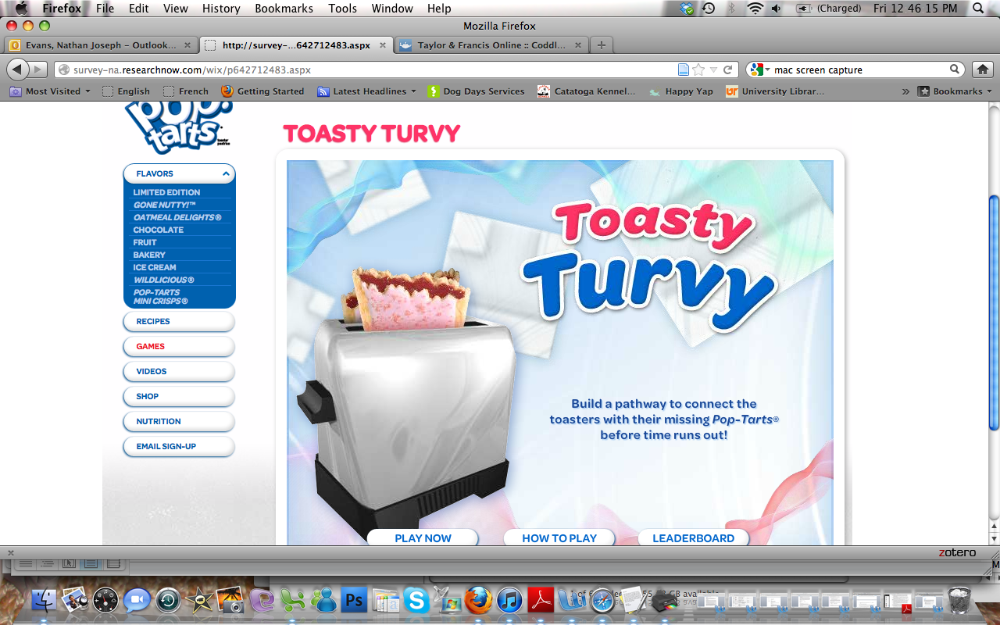 Firefox File Edit View History Bookmarks Tools Window Help (Charged) Fri 12 46 15 PM
Mozilla Firefox
Evans, Nathan Joseph – Outlook... http://survey-...642712483.aspx Taylor & Francis Online :: Coddl...
survey-na.researchnow.com/wix/p642712483.aspx mac screen capture
Most Visited English French Getting Started Latest Headlines Dog Days Services Catatoga Kennel... Happy Yap University Librar... » Bookmarks
pop.
tarts
TOASTY TURVY
FLAVORS
LIMITED EDITION
GONE NUTTY!™
OATMEAL DELIGHTS®
CHOCOLATE
FRUIT
BAKERY
ICE CREAM
WILDLICIOUS®
POP-TARTS
MINI CRISPS®
RECIPES
GAMES
VIDEOS
SHOP
NUTRITION
EMAIL SIGN-UP
Toasty
Turvy
Build a pathway to connect the
toasters with their missing Pop-Tarts®
before time runs out!
PLAY NOW HOW TO PLAY LEADERBOARD
zotero
Ps